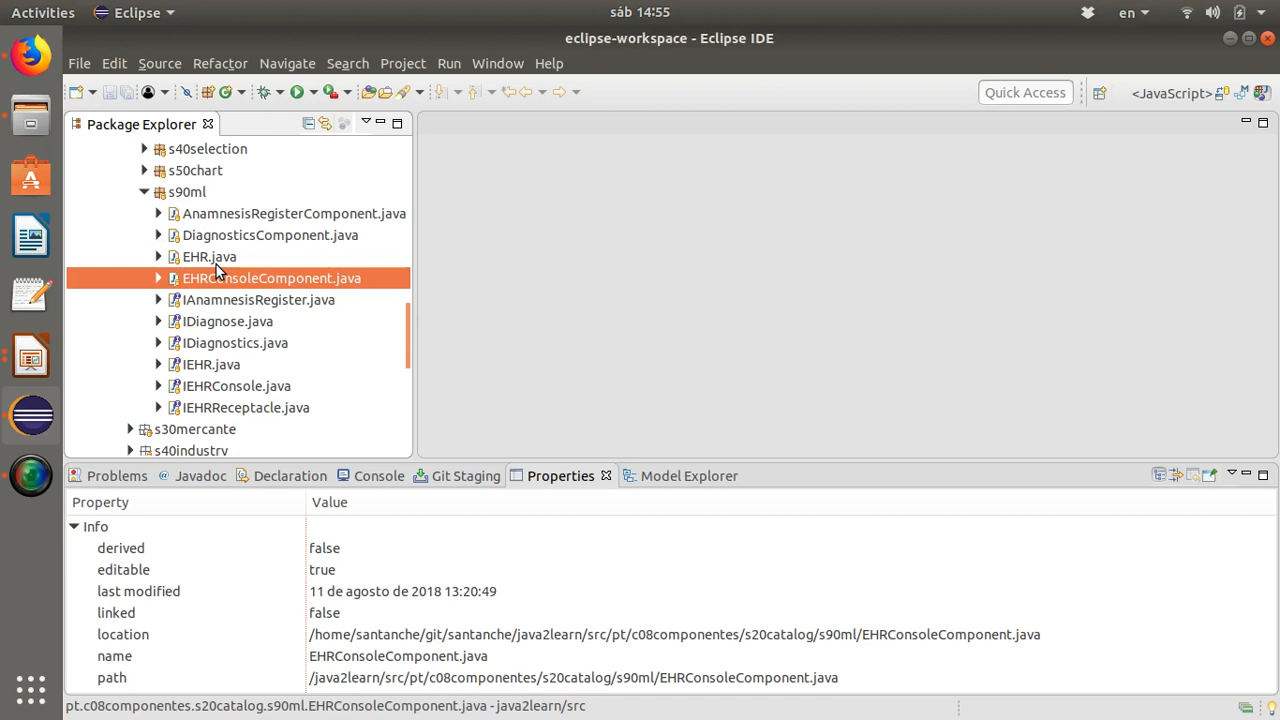 Activities Eclipse sáb 14:55 en
eclipse-workspace - Eclipse IDE
File Edit Source Refactor Navigate Search Project Run Window Help
Quick Access <JavaScript>
Package Explorer
s40selection
s50chart
s90ml
AnamnesisRegisterComponent.java
DiagnosticsComponent.java
EHR.java
EHRConsoleComponent.java
IAnamnesisRegister.java
IDiagnose.java
IDiagnostics.java
IEHR.java
IEHRConsole.java
IEHRReceptacle.java
s30mercante
s40industry
Problems @ Javadoc Declaration Console Git Staging Properties Model Explorer
Property Value
Info
derived false
editable true
last modified 11 de agosto de 2018 13:20:49
linked false
location /home/santanche/git/santanche/java2learn/src/pt/c08componentes/s20catalog/s90ml/EHRConsoleComponent.java
name EHRConsoleComponent.java
path /java2learn/src/pt/c08componentes/s20catalog/s90ml/EHRConsoleComponent.java
pt.c08componentes.s20catalog.s90ml.EHRConsoleComponent.java - java2learn/src